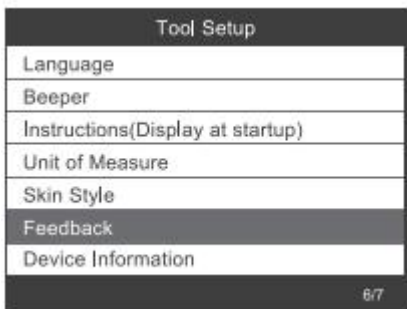 Tool Setup
Language
Beeper
Instructions(Display at startup)
Unit of Measure
Skin Style
Feedback
Device Information
6/7